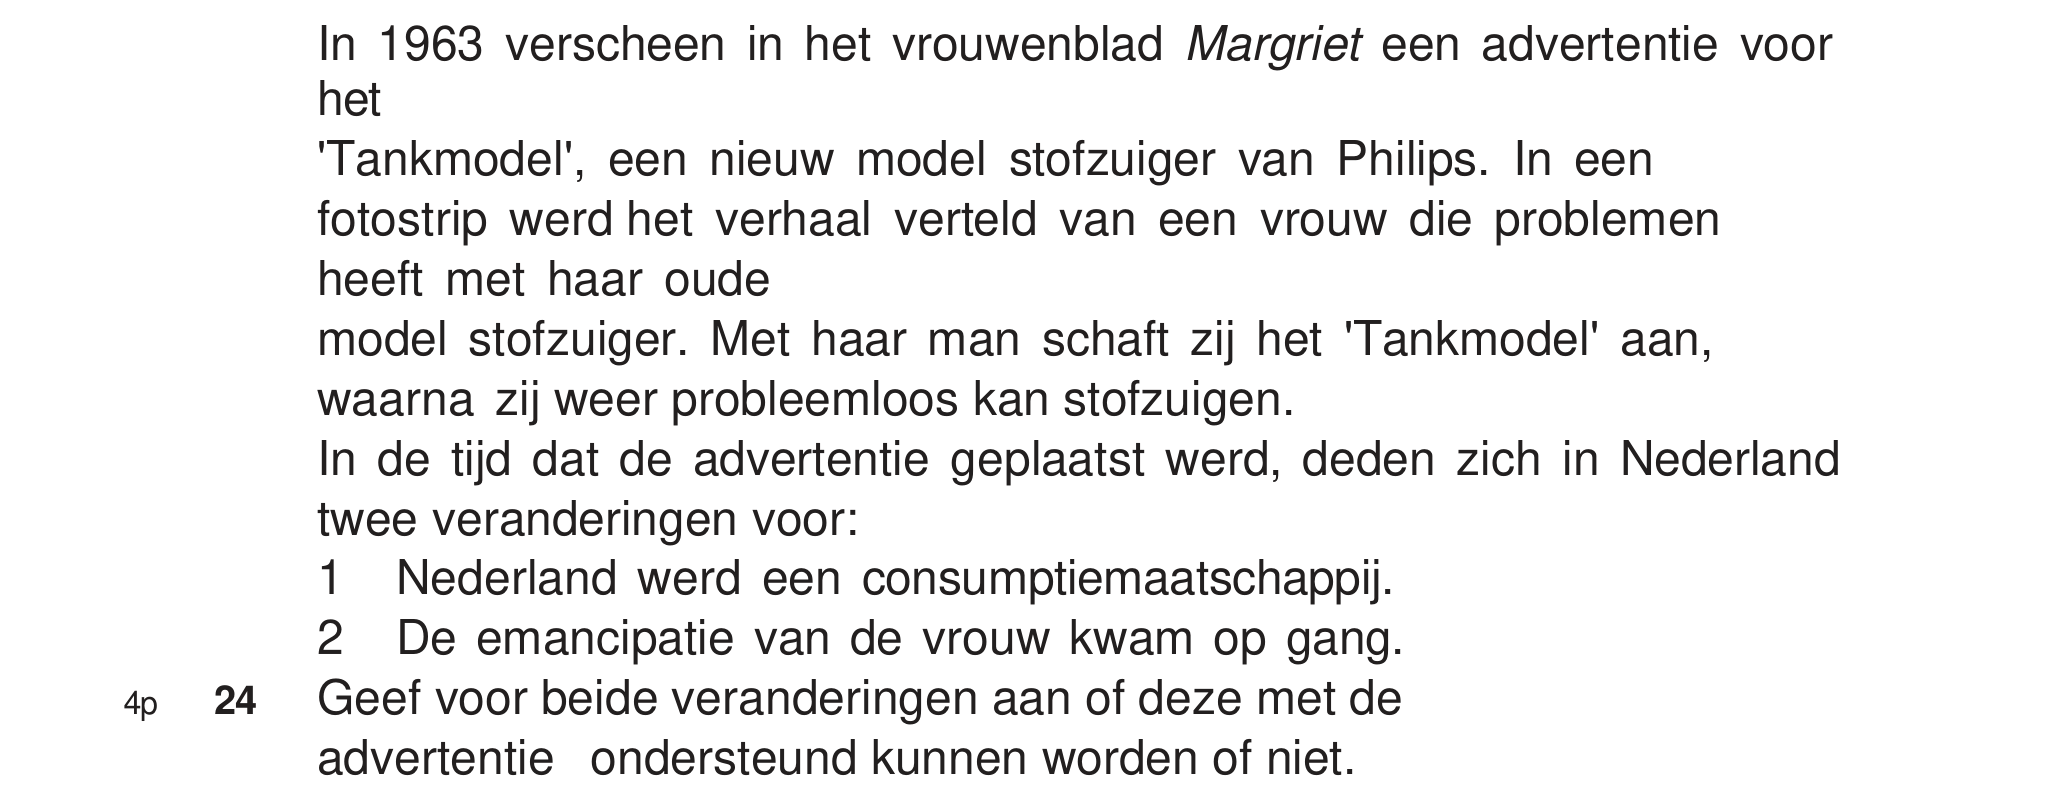 In 1963 verscheen in het vrouwenblad Margriet een advertentie voor
het
'Tankmodel', een nieuw model stofzuiger van Philips. In een
fotostrip werd het verhaal verteld van een vrouw die problemen
heeft met haar oude
model stofzuiger. Met haar man schaft zij het 'Tankmodel' aan,
waarna zij weer probleemloos kan stofzuigen.
In de tijd dat de advertentie geplaatst werd, deden zich in Nederland
twee veranderingen voor:
1 Nederland werd een consumptiemaatschappij.
2 De emancipatie van de vrouw kwam op gang.
4p 24 Geef voor beide veranderingen aan of deze met de
advertentie ondersteund kunnen worden of niet.